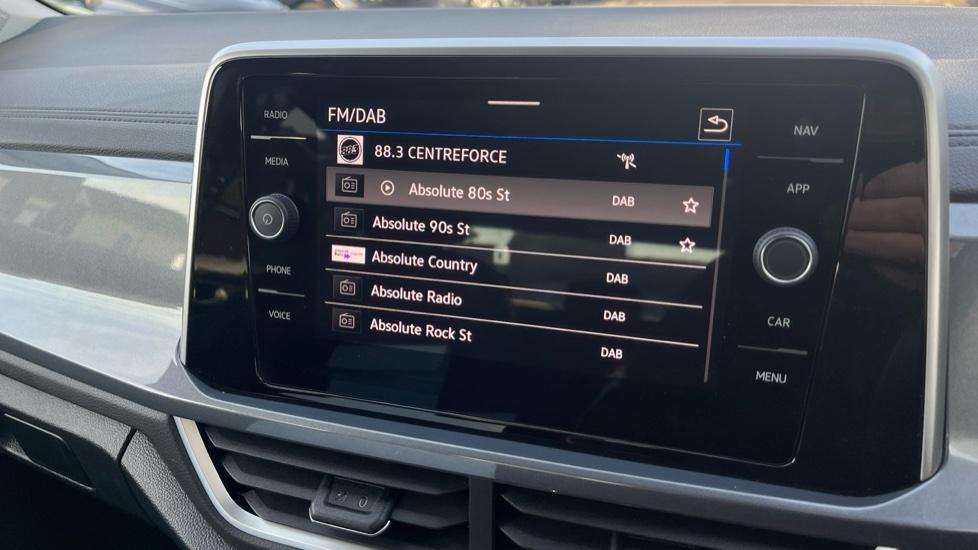 RADIO
MEDIA
PHONE
VOICE
FM/DAB
88.3 CENTREFORCE
Absolute 80s St DAB
Absolute 90s St DAB
Absolute Country DAB
Absolute Radio DAB
Absolute Rock St DAB
NAV
APP
CAR
MENU
0